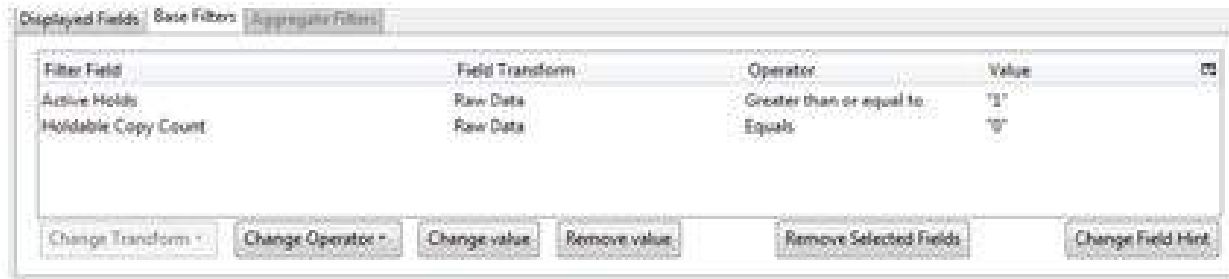 Displayed Fields Base Filters Aggregate Filters
Filter Field Field Transform Operator Value
Active Holds Raw Data Greater than or equal to "1"
Holdable Copy Count Raw Data Equals "0"
Change Transform Change Operator Change value Remove value Remove Selected Fields Change Field Hint